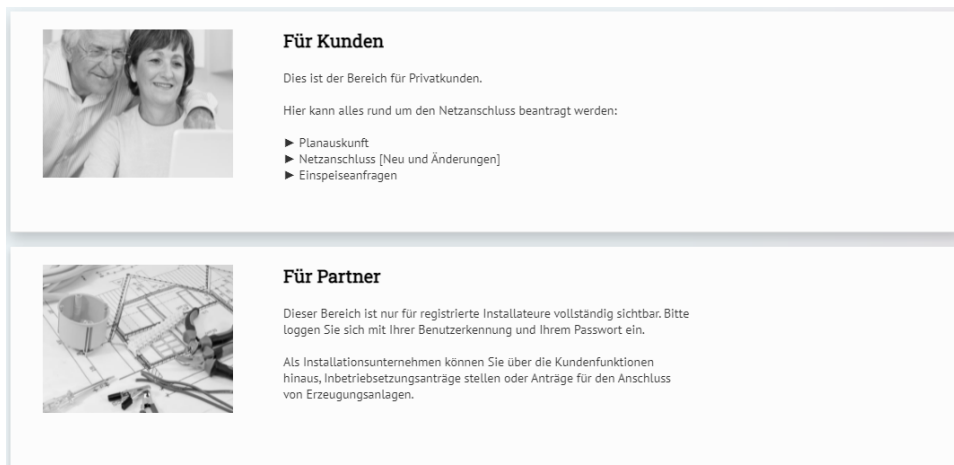 Für Kunden
Dies ist der Bereich für Privatkunden.
Hier kann alles rund um den Netzanschluss beantragt werden:
► Planauskunft
► Netzanschluss [Neu und Änderungen]
► Einspeiseanfragen
Für Partner
Dieser Bereich ist nur für registrierte Installateure vollständig sichtbar. Bitte
loggen Sie sich mit Ihrer Benutzerkennung und Ihrem Passwort ein.
Als Installationsunternehmen können Sie über die Kundenfunktionen
hinaus, Inbetriebsetzungsanträge stellen oder Anträge für den Anschluss
von Erzeugungsanlagen.